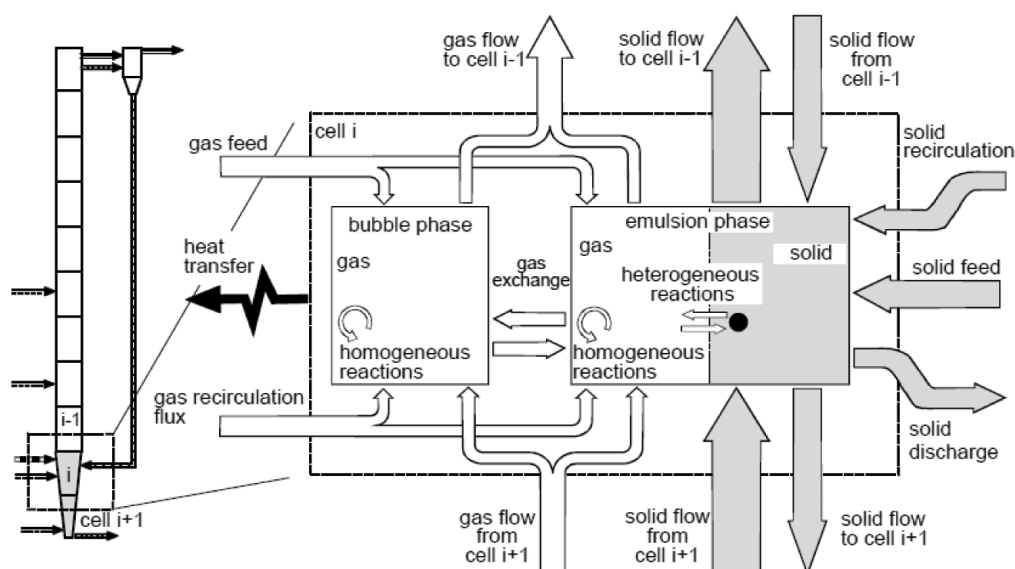 gas flow
to cell i-1
solid flow
to cell i-1
solid flow
from
cell i-1
gas feed
cell i
solid
recirculation
bubble phase
emulsion phase
gas
gas
solid
heat
transfer
gas
exchange
heterogeneous
reactions
solid feed
homogeneous
reactions
homogeneous
reactions
gas recirculation
flux
solid
discharge
i-1
i
cell i+1
gas flow
from
cell i+1
solid flow
from
cell i+1
solid flow
to cell i+1